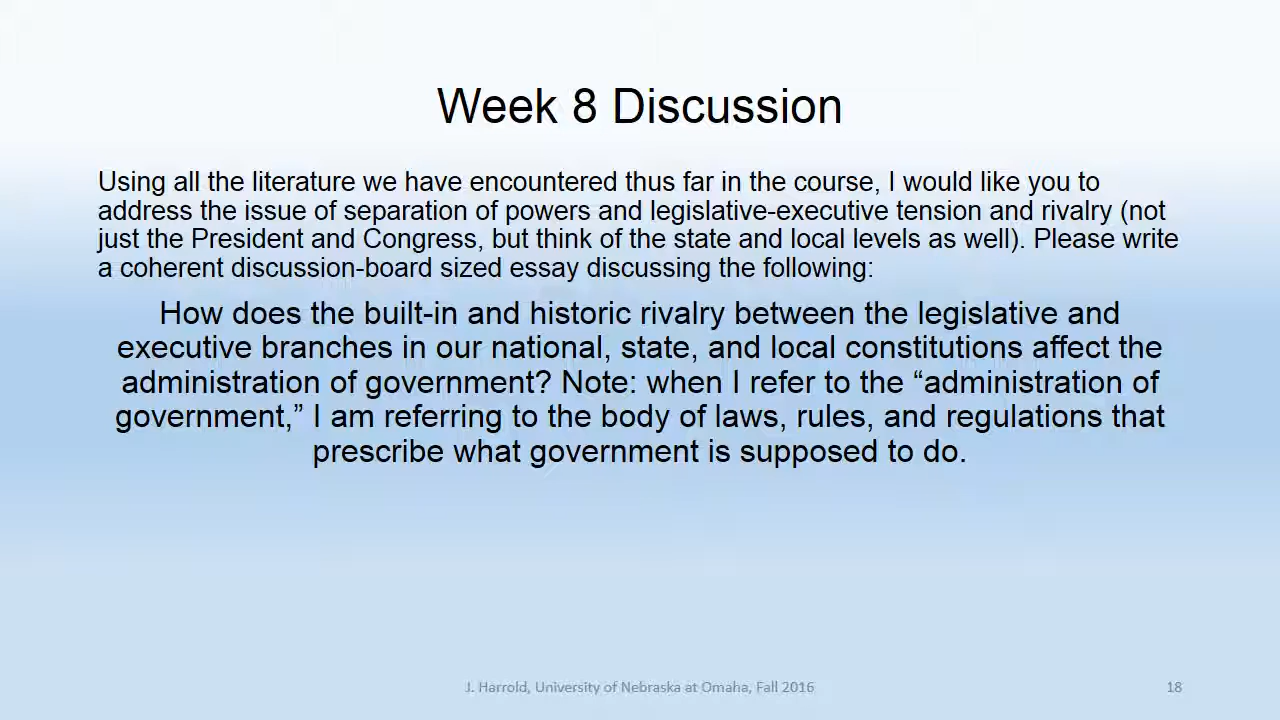 Week 8 Discussion
Using all the literature we have encountered thus far in the course, I would like you to
address the issue of separation of powers and legislative-executive tension and rivalry (not
just the President and Congress, but think of the state and local levels as well). Please write
a coherent discussion-board sized essay discussing the following:
How does the built-in and historic rivalry between the legislative and
executive branches in our national, state, and local constitutions affect the
administration of government? Note: when I refer to the “administration of
government,” I am referring to the body of laws, rules, and regulations that
prescribe what government is supposed to do.
J. Harrold, University of Nebraska at Omaha, Fall 2016
18